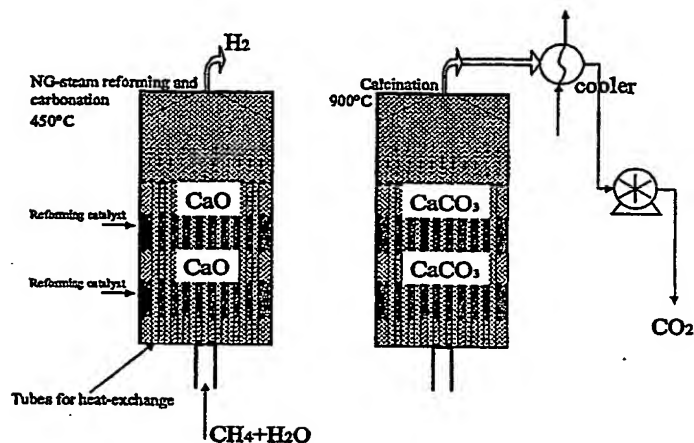 H₂
NG-steam reforming and
carbonation
450°C
Calcination
900°C
cooler
CaO
CaCO₃
Reforming catalyst
CaO
CaCO₃
Reforming catalyst
CO₂
Tubes for heat-exchange
CH₄+H₂O